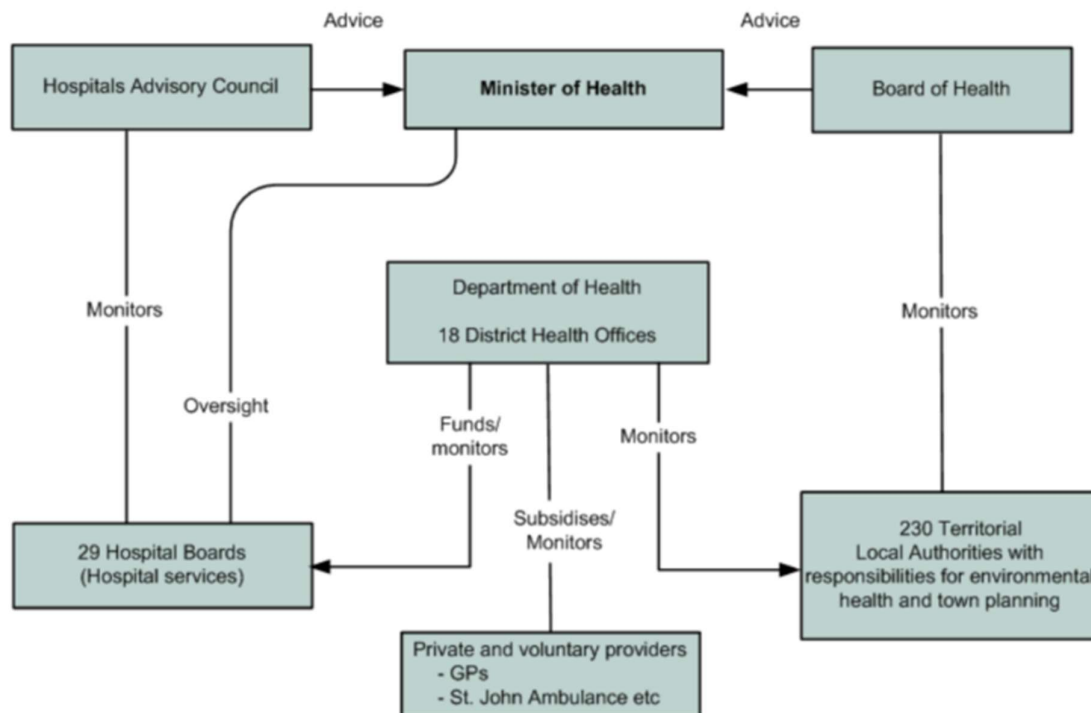 Advice
Advice
Hospitals Advisory Council
Minister of Health
Board of Health
Monitors
Oversight
Department of Health
18 District Health Offices
Monitors
Funds/
monitors
Monitors
Subsidises/
Monitors
29 Hospital Boards
(Hospital services)
230 Territorial
Local Authorities with
responsibilities for environmental
health and town planning
Private and voluntary providers
- GPs
- St. John Ambulance etc